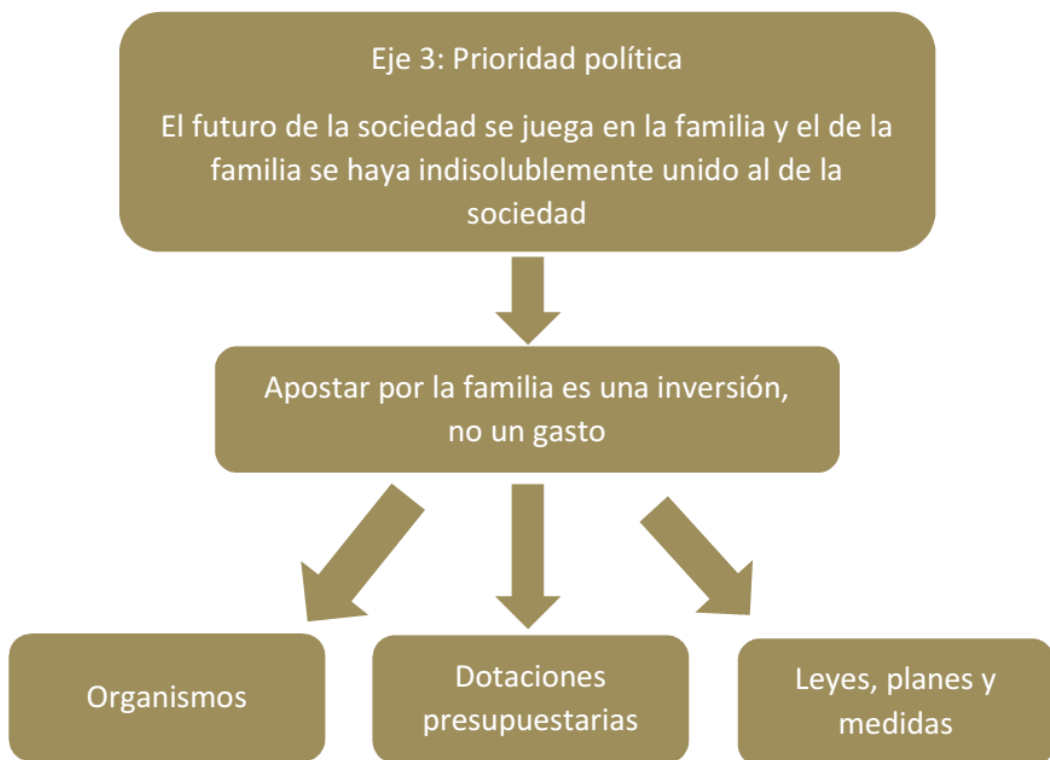 Eje 3: Prioridad política
El futuro de la sociedad se juega en la familia y el de la
familia se haya indisolublemente unido al de la
sociedad
Apostar por la familia es una inversión,
no un gasto
Organismos
Dotaciones
presupuestarias
Leyes, planes y
medidas